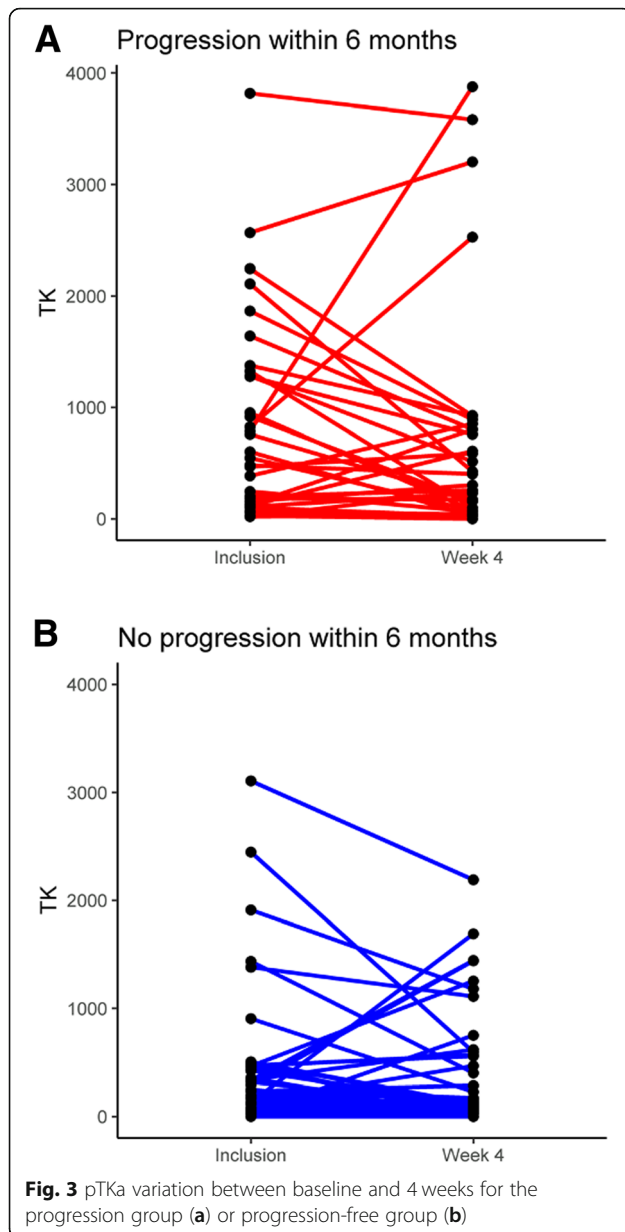 A Progression within 6 months
4000
3000
2000
1000
0
TK
Inclusion Week 4
B No progression within 6 months
4000
3000
2000
1000
0
TK
Inclusion Week 4
Fig. 3 pTKa variation between baseline and 4 weeks for the
progression group (a) or progression-free group (b)